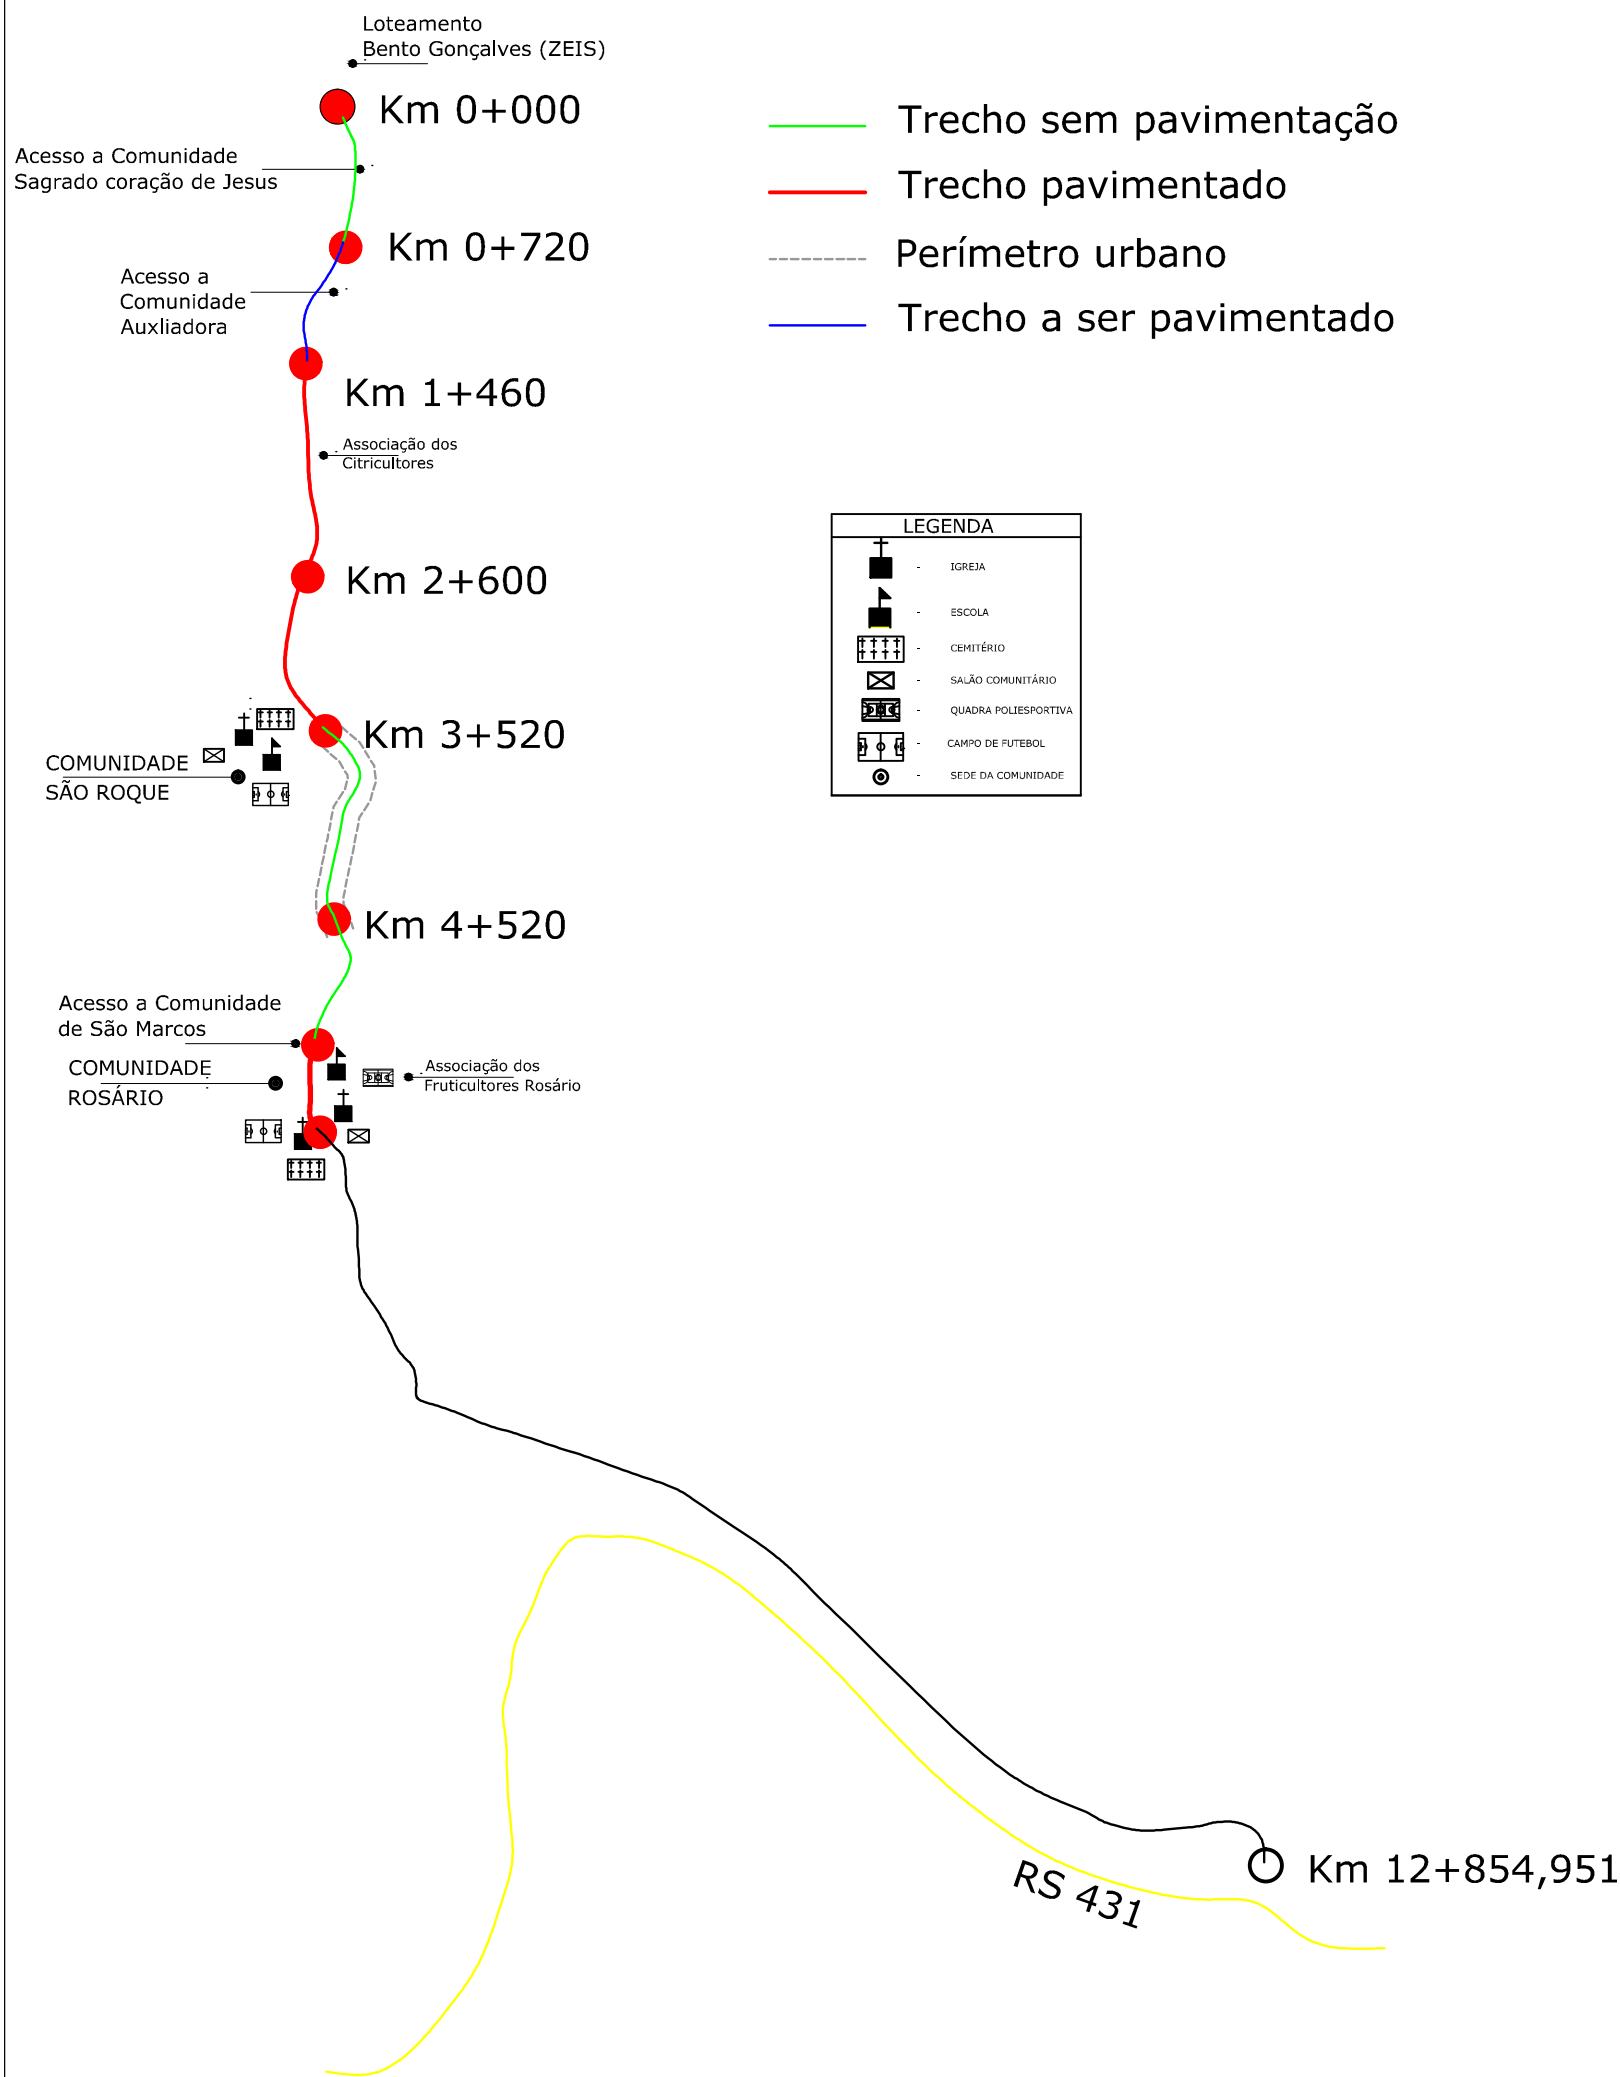 Loteamento
Bento Gonçalves (ZEIS)
Km 0+000
Acesso a Comunidade
Sagrado coração de Jesus
Km 0+720
Acesso a
Comunidade
Auxliadora
Km 1+460
Associação dos
Citricultores
Km 2+600
Km 3+520
COMUNIDADE
SÃO ROQUE
Km 4+520
Acesso a Comunidade
de São Marcos
COMUNIDADE
ROSÁRIO
Associação dos
Fruticultores Rosário
Trecho sem pavimentação
Trecho pavimentado
Perímetro urbano
Trecho a ser pavimentado
LEGENDA
- IGREJA
- ESCOLA
- CEMITÉRIO
- SALÃO COMUNITÁRIO
- QUADRA POLIESPORTIVA
- CAMPO DE FUTEBOL
- SEDE DA COMUNIDADE
RS 431
Km 12+854,951